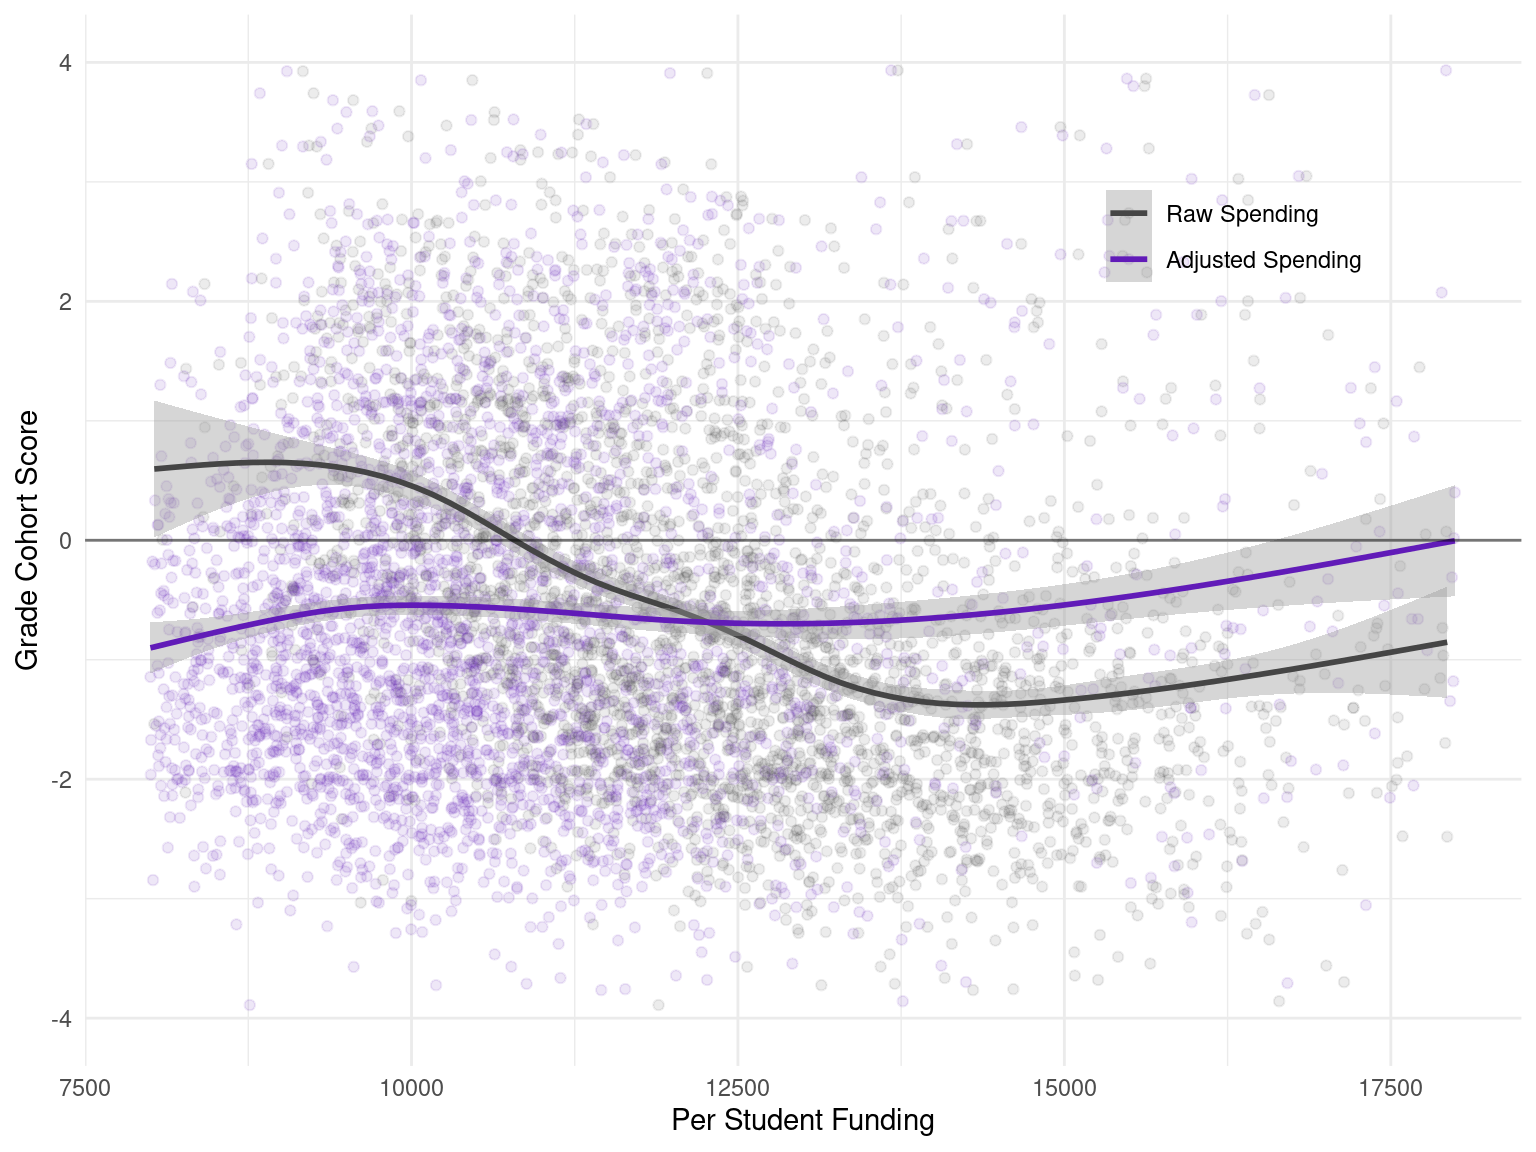 4
2
0
-2
-4
Grade Cohort Score
Raw Spending
Adjusted Spending
7500 10000 12500 15000 17500
Per Student Funding